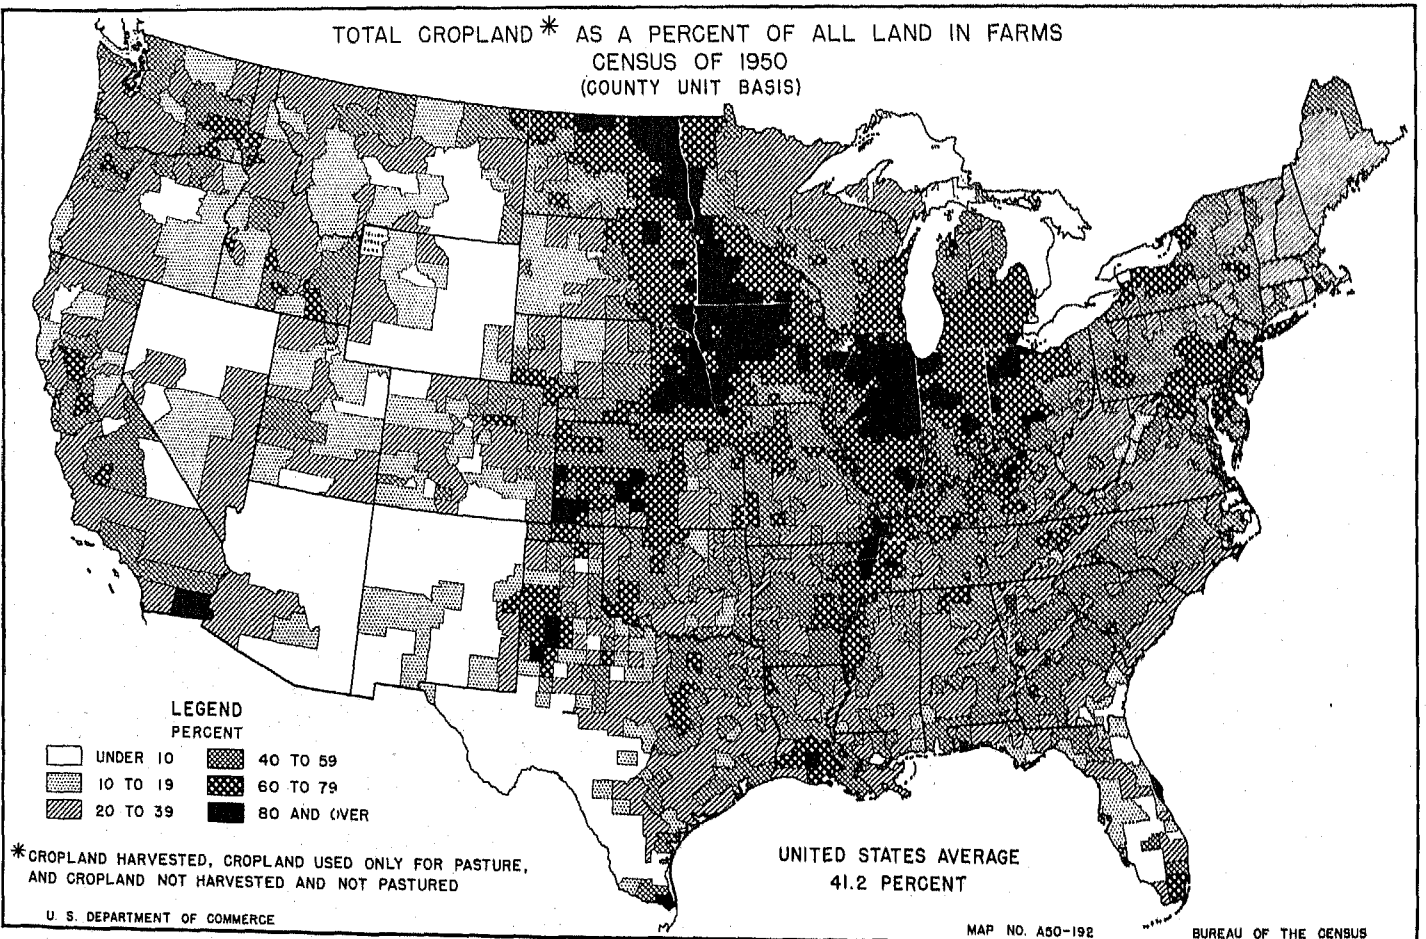 TOTAL CROPLAND* AS A PERCENT OF ALL LAND IN FARMS
CENSUS OF 1950
(COUNTY UNIT BASIS)
LEGEND
PERCENT
UNDER 10
10 TO 19
20 TO 39
40 TO 59
60 TO 79
80 AND OVER
*CROPLAND HARVESTED, CROPLAND USED ONLY FOR PASTURE,
AND CROPLAND NOT HARVESTED AND NOT PASTURED
UNITED STATES AVERAGE
41.2 PERCENT
U. S. DEPARTMENT OF COMMERCE
MAP NO. A50-192
BUREAU OF THE CENSUS